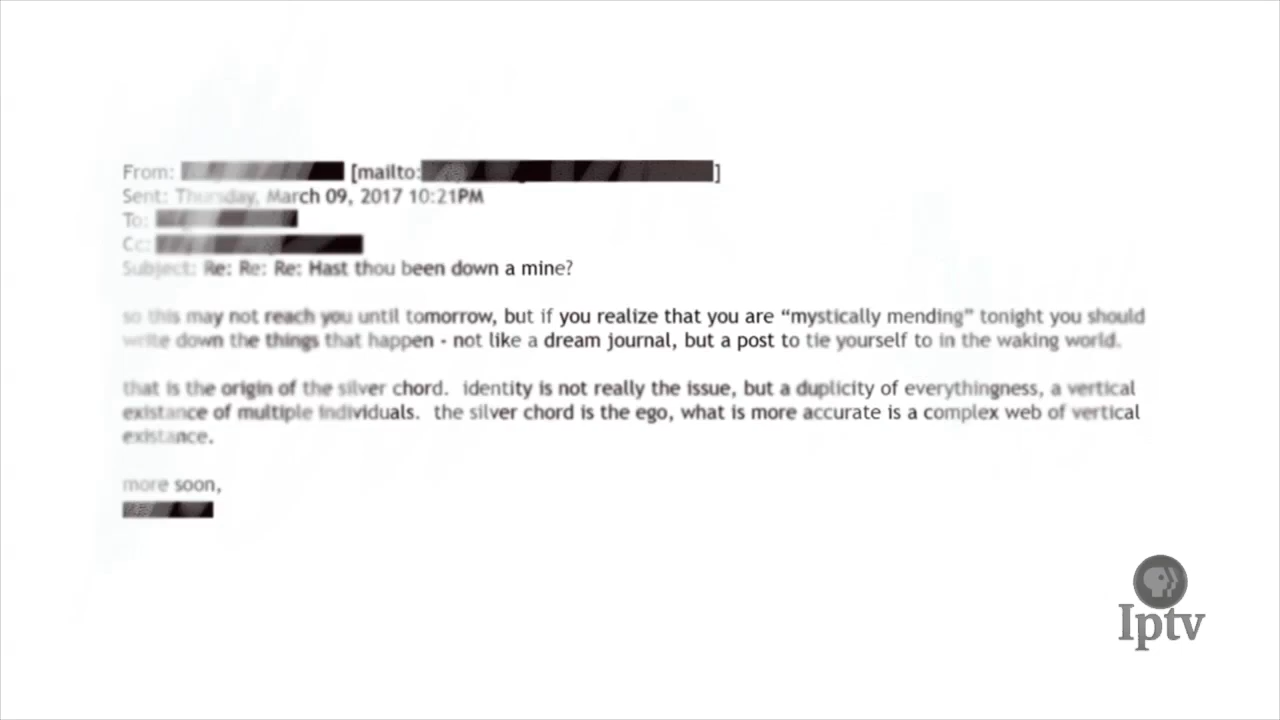 From: [mailto: ]
Sent: Thursday, March 09, 2017 10:21PM
To:
Cc:
Subject: Re: Re: Re: Hast thou been down a mine?
so this may not reach you until tomorrow, but if you realize that you are “mystically mending” tonight you should
write down the things that happen - not like a dream journal, but a post to tie yourself to in the waking world.
that is the origin of the silver chord. identity is not really the issue, but a duplicity of everythingness, a vertical
existance of multiple individuals. the silver chord is the ego, what is more accurate is a complex web of vertical
existance.
more soon,
Iptv